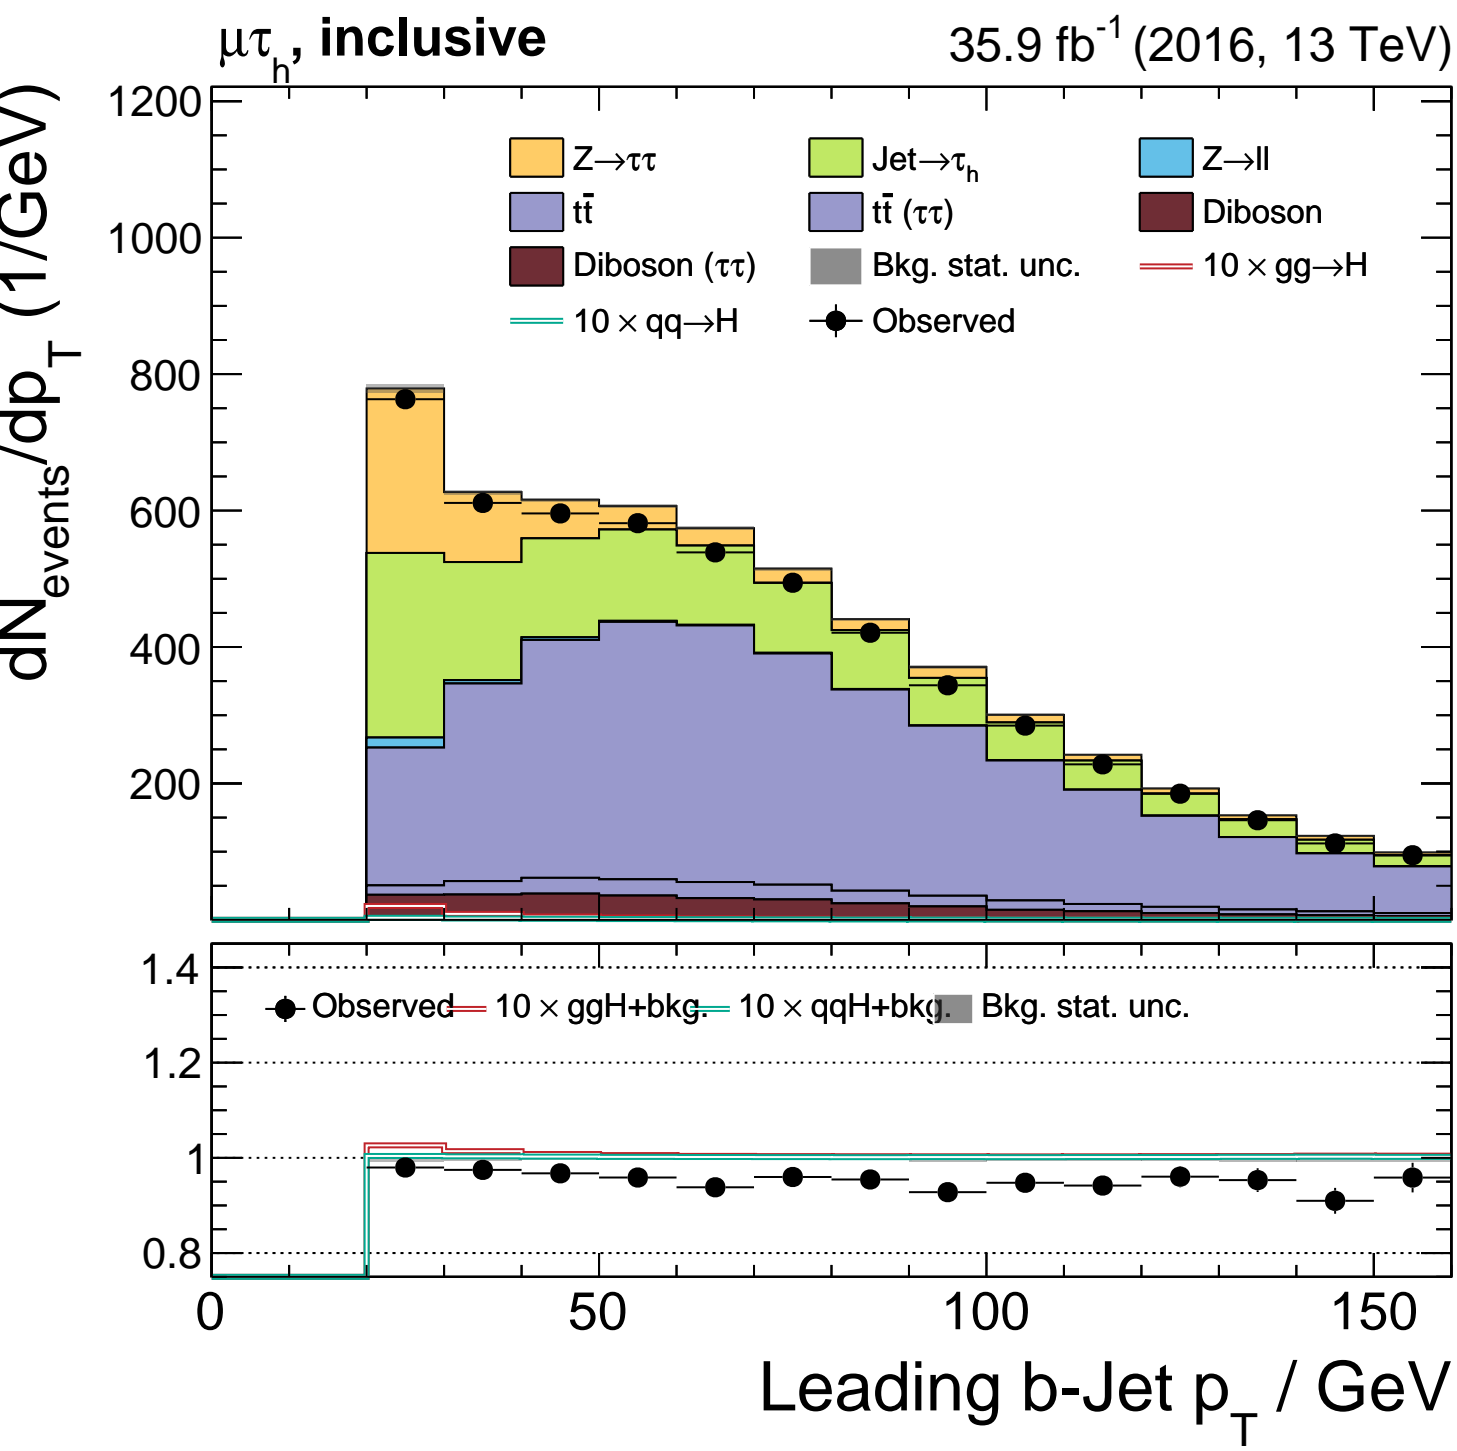 μτh, inclusive 35.9 fb-1 (2016, 13 TeV)
dNevents/dpT (1/GeV)
1200
1000
800
600
400
200
Z→ττ Jet→τh Z→ll
tt̄ tt̄ (ττ) Diboson
Diboson (ττ) Bkg. stat. unc. 10 × gg→H
10 × qq→H Observed
1.4
1.2
1
0.8
Observed 10 × ggH+bkg. 10 × qqH+bkg. Bkg. stat. unc.
0 50 100 150
Leading b-Jet pT / GeV